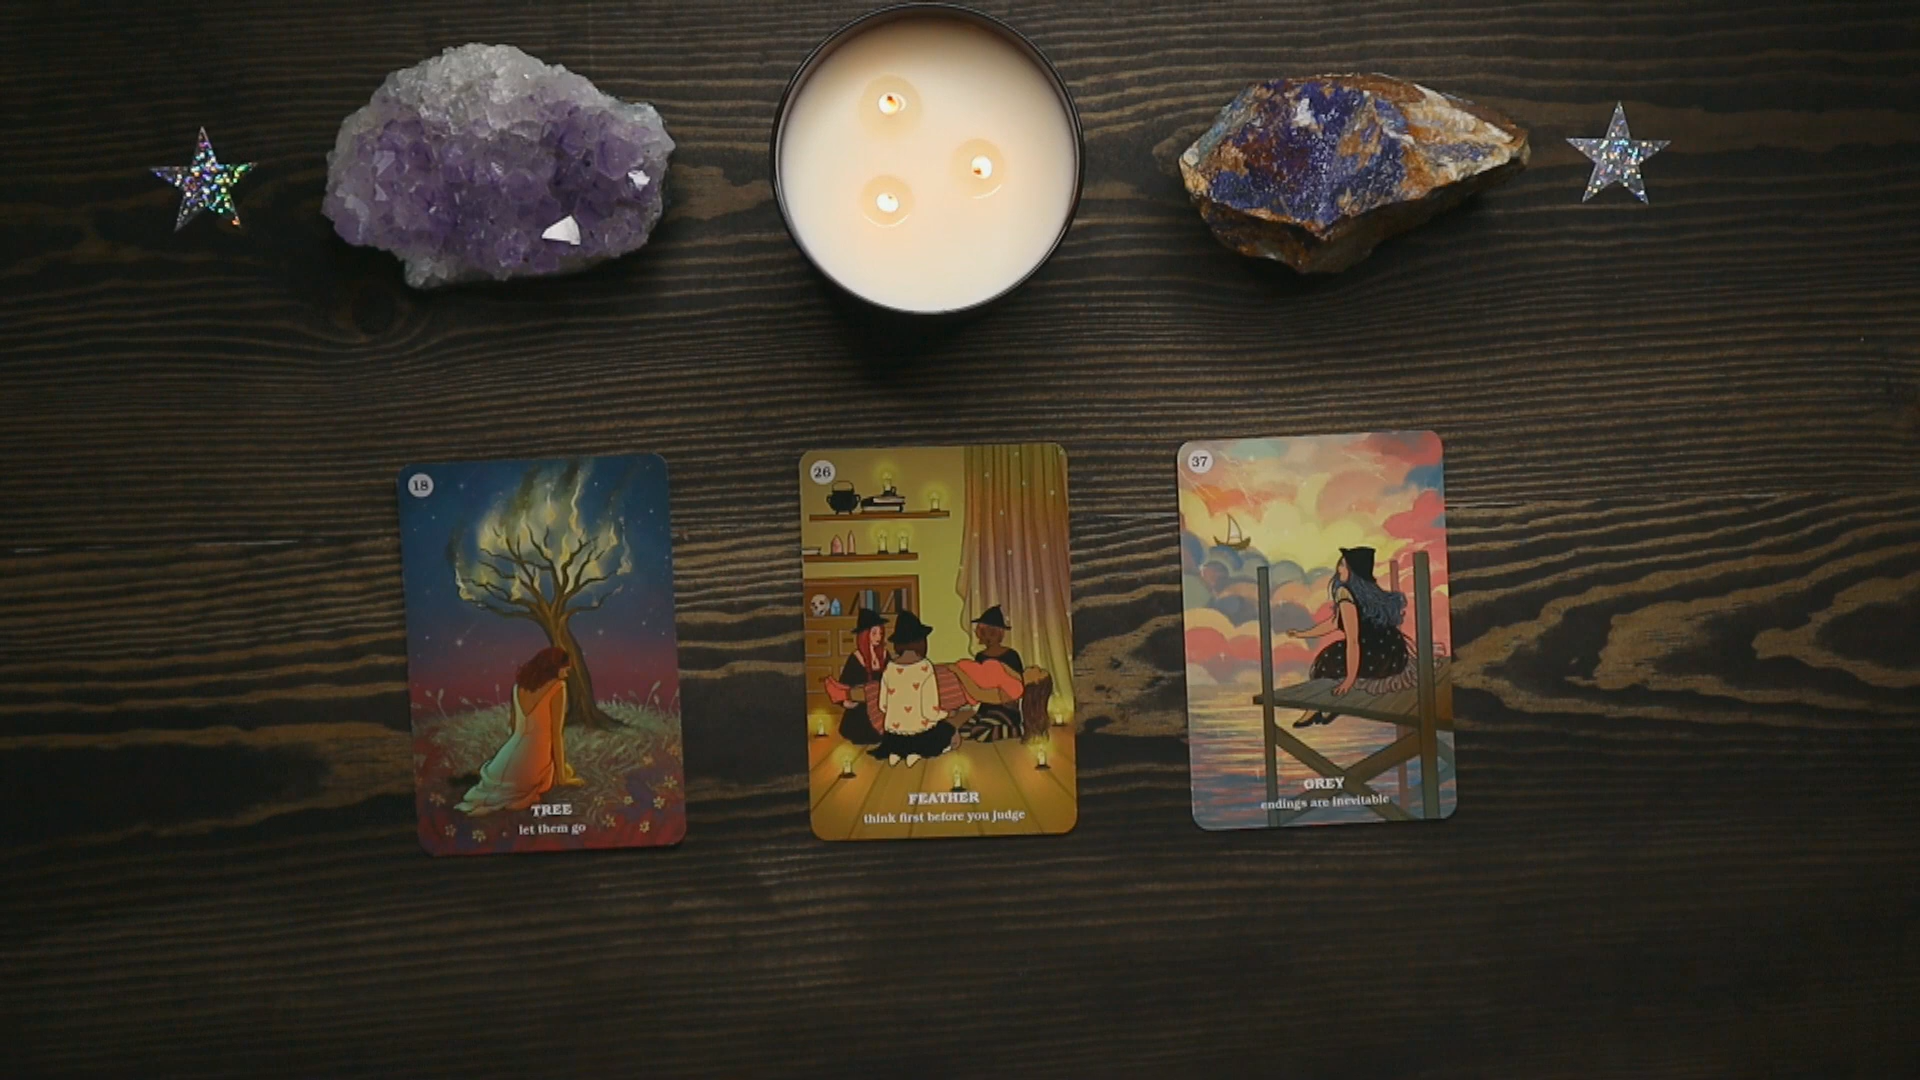 18
TREE
let them go
26
FEATHER
think first before you judge
37
GREY
endings are inevitable